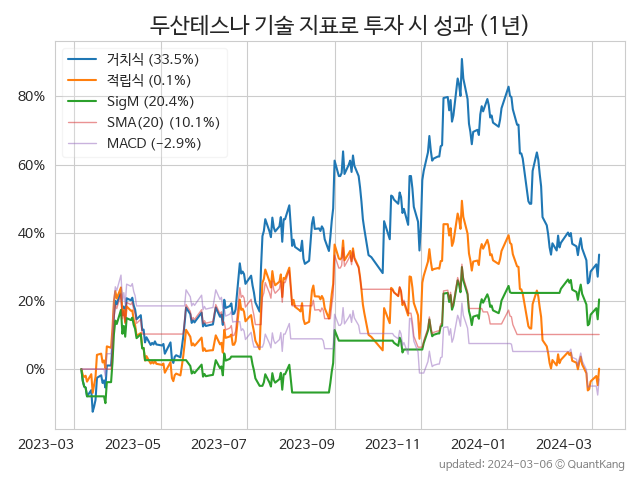 두산테스나 기술 지표로 투자 시 성과 (1년)
거치식 (33.5%)
적립식 (0.1%)
SigM (20.4%)
SMA(20) (10.1%)
MACD (−2.9%)
80%
60%
40%
20%
0%
2023−03 2023−05 2023−07 2023−09 2023−11 2024−01 2024−03
updated: 2024−03−06 ⓒ QuantKang